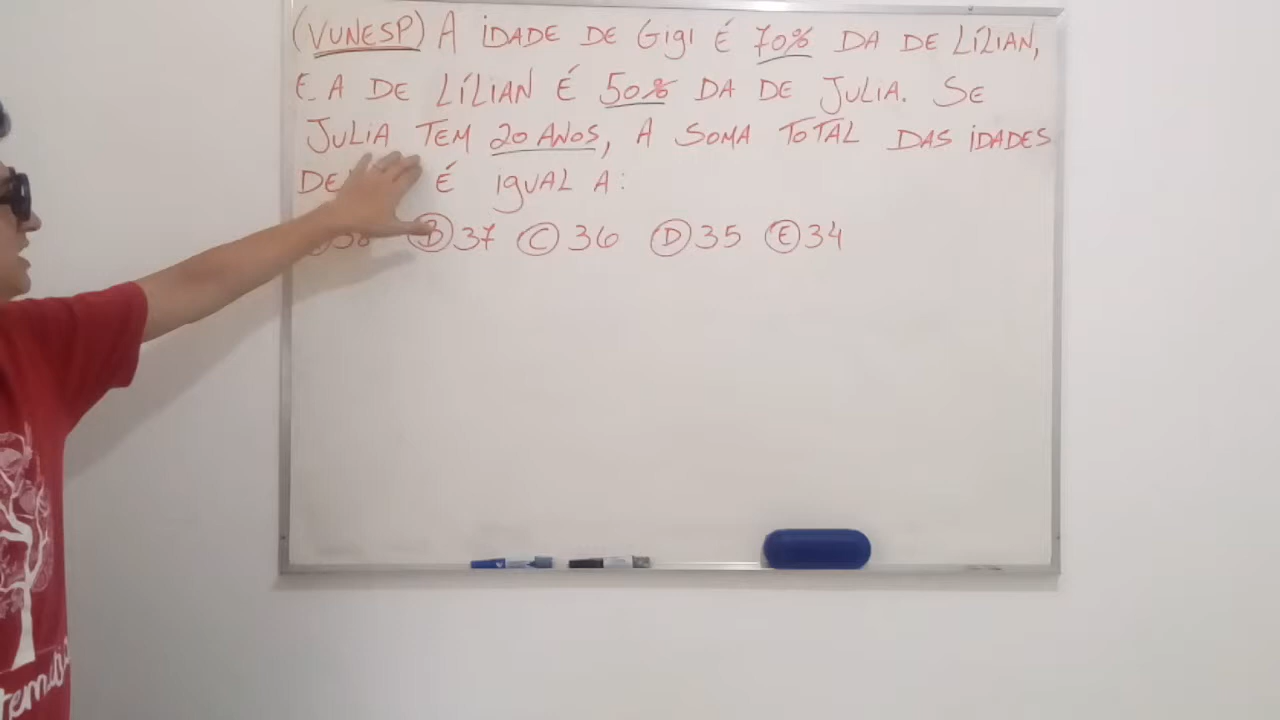 (VUNESP) A IDADE DE GIGI É 70% DA DE LÍLIAN,
E A DE LÍLIAN É 50% DA DE JULIA. SE
JULIA TEM 20 ANOS, A SOMA TOTAL DAS IDADES
É IGUAL A:
B 37 C 36 D 35 E 34